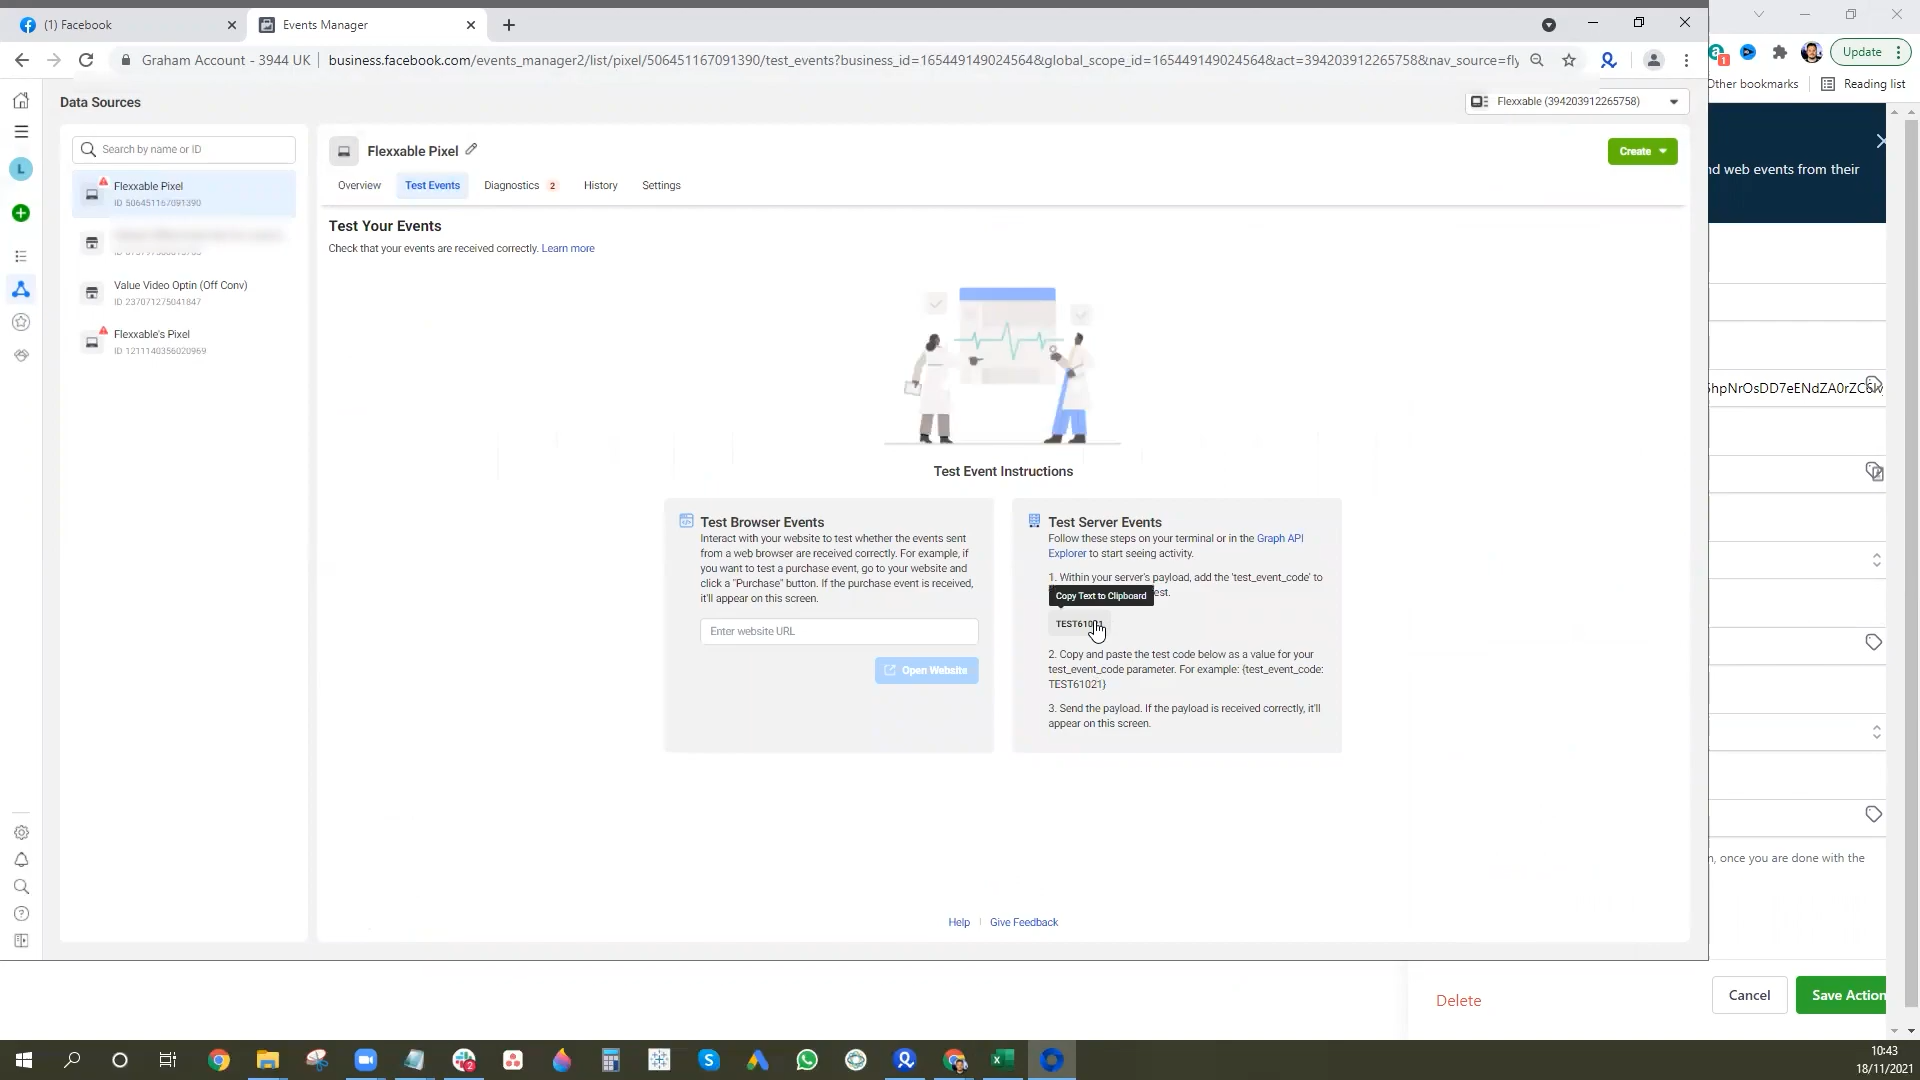 (1) Facebook
Events Manager
Graham Account - 3944 UK
business.facebook.com/events_manager2/list/pixel/506451167091390/test_events?business_id=165449149024564&global_scope_id=165449149024564&act=394203912265758&nav_source=fly
Update
Other bookmarks
Reading list
Data Sources
Flexxable (394203912265758)
Search by name or ID
L
Flexxable Pixel
ID 506451167091390
Value Video Optin (Off Conv)
ID 237071275041847
Flexxable's Pixel
ID 1211140356020969
Flexxable Pixel
Create
Overview
Test Events
Diagnostics 2
History
Settings
Test Your Events
Check that your events are received correctly. Learn more
Test Event Instructions
Test Browser Events
Interact with your website to test whether the events sent
from a web browser are received correctly. For example, if
you want to test a purchase event, go to your website and
click a "Purchase" button. If the purchase event is received,
it'll appear on this screen.
Enter website URL
Open Website
Test Server Events
Follow these steps on your terminal or in the Graph API
Explorer to start seeing activity.
1. Within your server's payload, add the 'test_event_code' to
est.
Copy Text to Clipboard
TEST61021
2. Copy and paste the test code below as a value for your
test_event_code parameter. For example: {test_event_code:
TEST61021}
3. Send the payload. If the payload is received correctly, it'll
appear on this screen.
Help
Give Feedback
nd web events from their
hpNrOsDD7eENdZA0rZC6
n, once you are done with the
Delete
Cancel
Save Action
10:43
18/11/2021